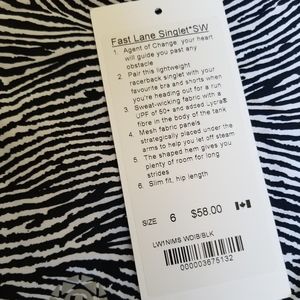 Fast Lane Singlet*SW
1. Agent of Change your heart
will guide you past any
obstacle
2. Pair this lightweight
racerback singlet with your
favourite bra and shorts when
you're heading out for a run
3. Sweat-wicking fabric with a
UPF of 50+ and added Lycra®
fibre in the body of the tank
4. Mesh fabric panels
strategically placed under the
arms to help you let off steam
5. The shaped hem gives you
plenty of room for long
strides
6. Slim fit, hip length
SIZE 6 $58.00
LW1NIMS WD/B/BLK
000003675132